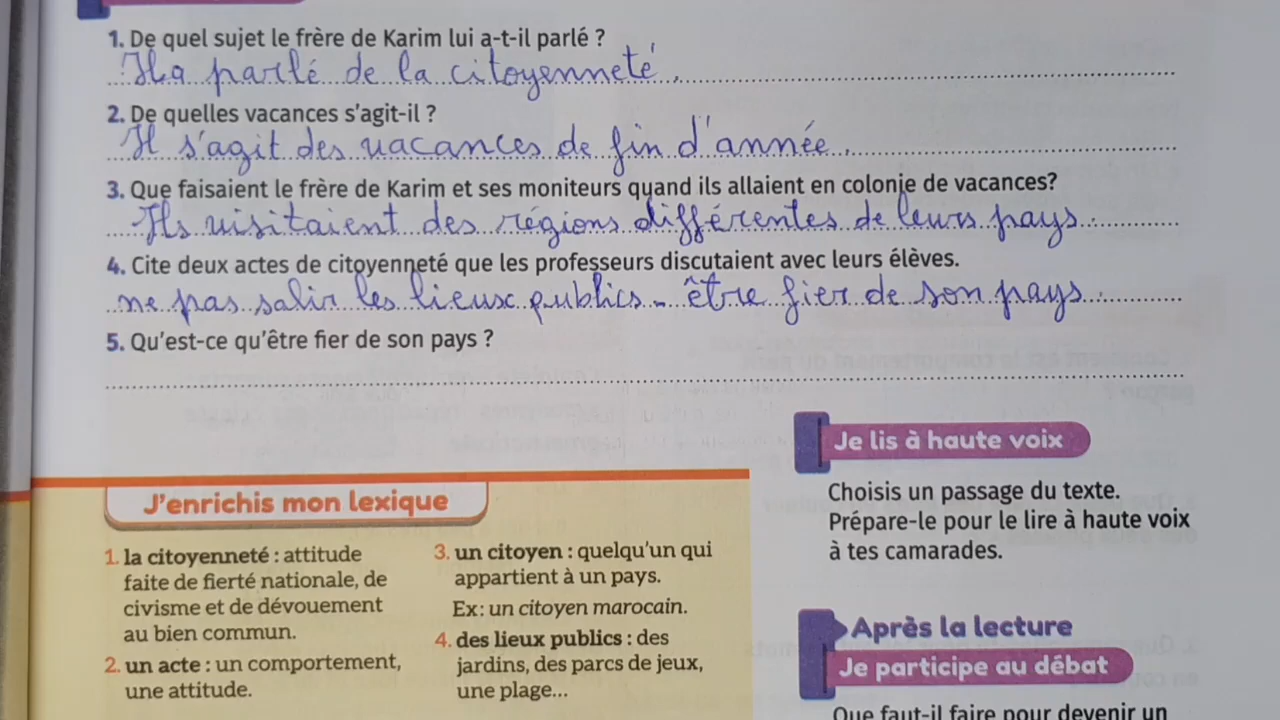 1. De quel sujet le frère de Karim lui a-t-il parlé ?
Il a parlé de la citoyenneté.
2. De quelles vacances s'agit-il ?
Il s'agit des vacances de fin d'année.
3. Que faisaient le frère de Karim et ses moniteurs quand ils allaient en colonie de vacances?
Ils visitaient des régions différentes de leurs pays.
4. Cite deux actes de citoyenneté que les professeurs discutaient avec leurs élèves.
ne pas salir les lieux publics - être fier de son pays.
5. Qu'est-ce qu'être fier de son pays ?
Je lis à haute voix
Choisis un passage du texte.
Prépare-le pour le lire à haute voix
à tes camarades.
J'enrichis mon lexique
1. la citoyenneté : attitude
faite de fierté nationale, de
civisme et de dévouement
au bien commun.
2. un acte : un comportement,
une attitude.
3. un citoyen : quelqu'un qui
appartient à un pays.
Ex : un citoyen marocain.
4. des lieux publics : des
jardins, des parcs de jeux,
une plage...
Après la lecture
Je participe au débat
Que faut-il faire pour devenir un